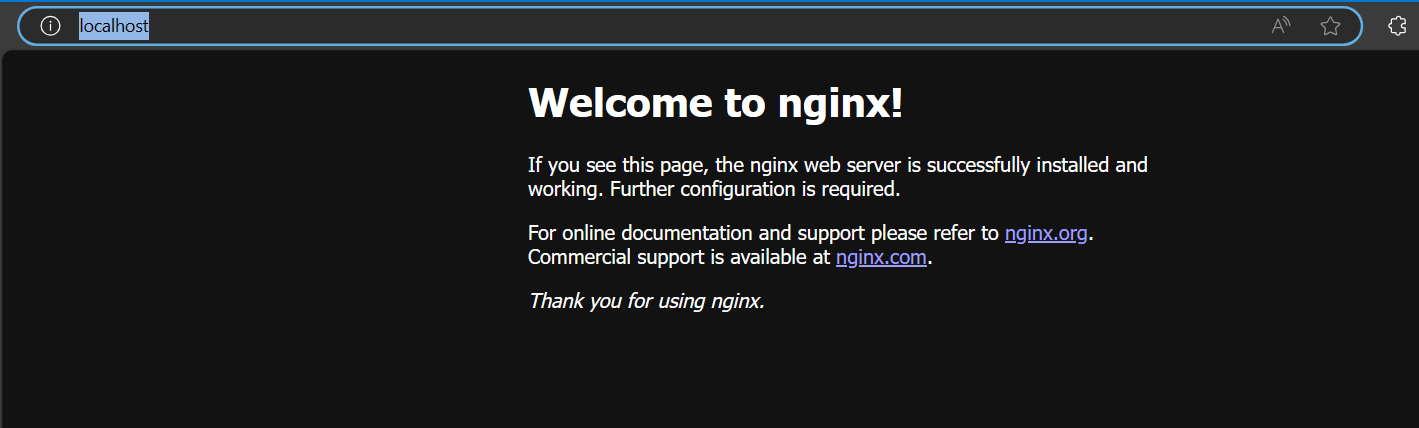 localhost
Welcome to nginx!
If you see this page, the nginx web server is successfully installed and
working. Further configuration is required.
For online documentation and support please refer to nginx.org.
Commercial support is available at nginx.com.
Thank you for using nginx.